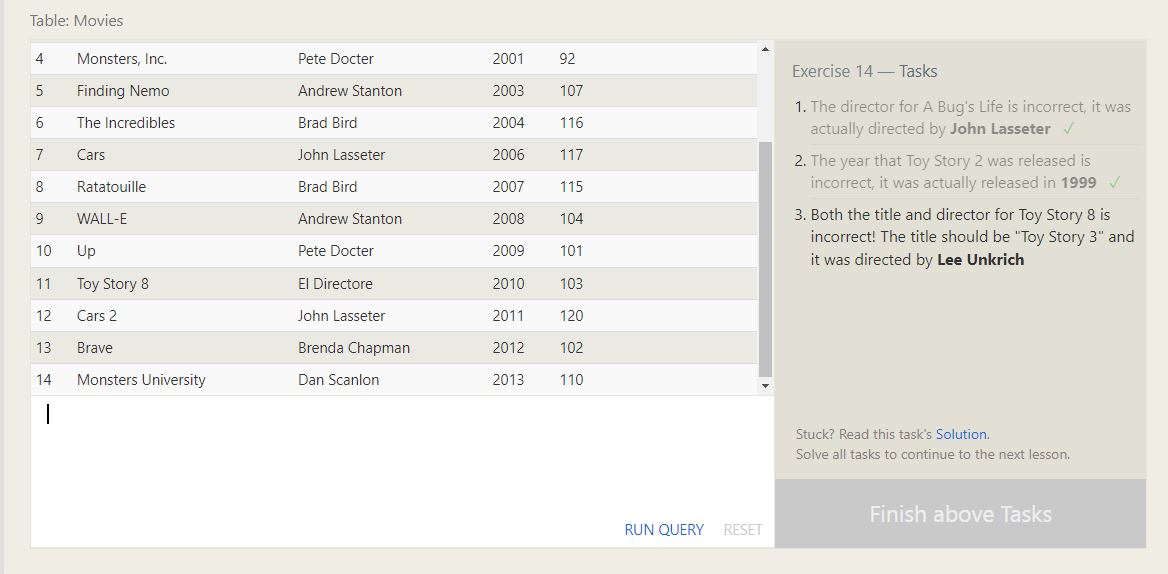 Table: Movies
4 Monsters, Inc. Pete Docter 2001 92
5 Finding Nemo Andrew Stanton 2003 107
6 The Incredibles Brad Bird 2004 116
7 Cars John Lasseter 2006 117
8 Ratatouille Brad Bird 2007 115
9 WALL-E Andrew Stanton 2008 104
10 Up Pete Docter 2009 101
11 Toy Story 8 El Directore 2010 103
12 Cars 2 John Lasseter 2011 120
13 Brave Brenda Chapman 2012 102
14 Monsters University Dan Scanlon 2013 110
RUN QUERY RESET
Exercise 14 — Tasks
1. The director for A Bug's Life is incorrect, it was
actually directed by John Lasseter ✓
2. The year that Toy Story 2 was released is
incorrect, it was actually released in 1999 ✓
3. Both the title and director for Toy Story 8 is
incorrect! The title should be "Toy Story 3" and
it was directed by Lee Unkrich
Stuck? Read this task's Solution.
Solve all tasks to continue to the next lesson.
Finish above Tasks